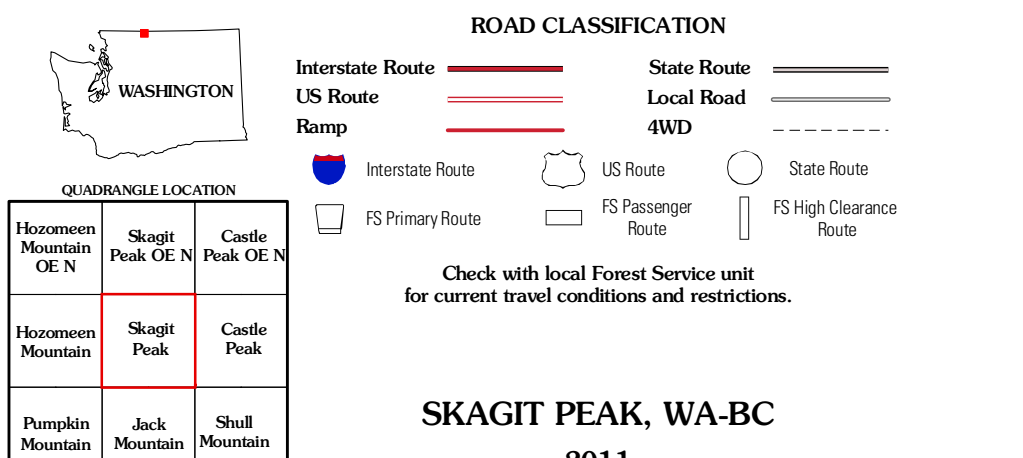 ROAD CLASSIFICATION
Interstate Route
State Route
US Route
Local Road
Ramp
4WD
WASHINGTON
Interstate Route
US Route
State Route
FS Primary Route
FS Passenger
Route
FS High Clearance
Route
QUADRANGLE LOCATION
Hozomeen
Mountain
OE N
Skagit
Peak OE N
Castle
Peak OE N
Hozomeen
Mountain
Skagit
Peak
Castle
Peak
Pumpkin
Mountain
Jack
Mountain
Shull
Mountain
Check with local Forest Service unit
for current travel conditions and restrictions.
SKAGIT PEAK, WA-BC